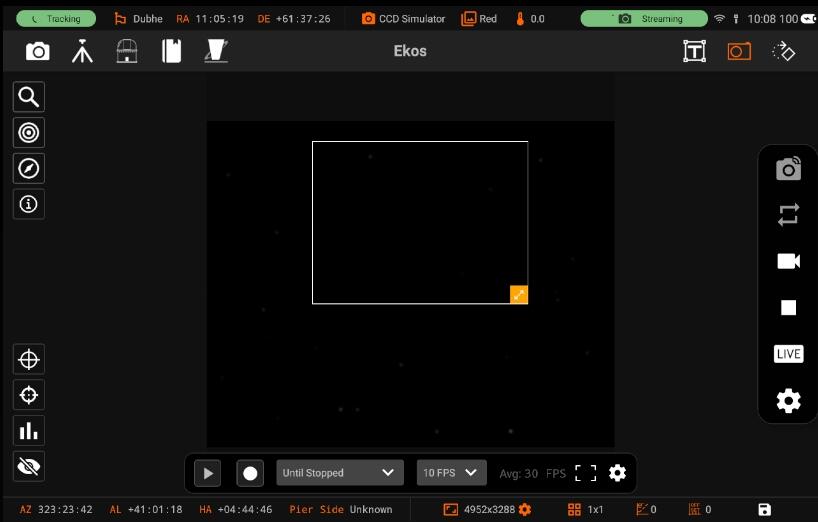 Tracking Dubhe RA 11:05:19 DE +61:37:26 CCD Simulator Red 0.0 Streaming 10:08 100
Ekos
T
LIVE
Until Stopped 10 FPS Avg: 30 FPS
AZ 323:23:42 AL +41:01:18 HA +04:44:46 Pier Side Unknown 4952x3288 1x1 0 0